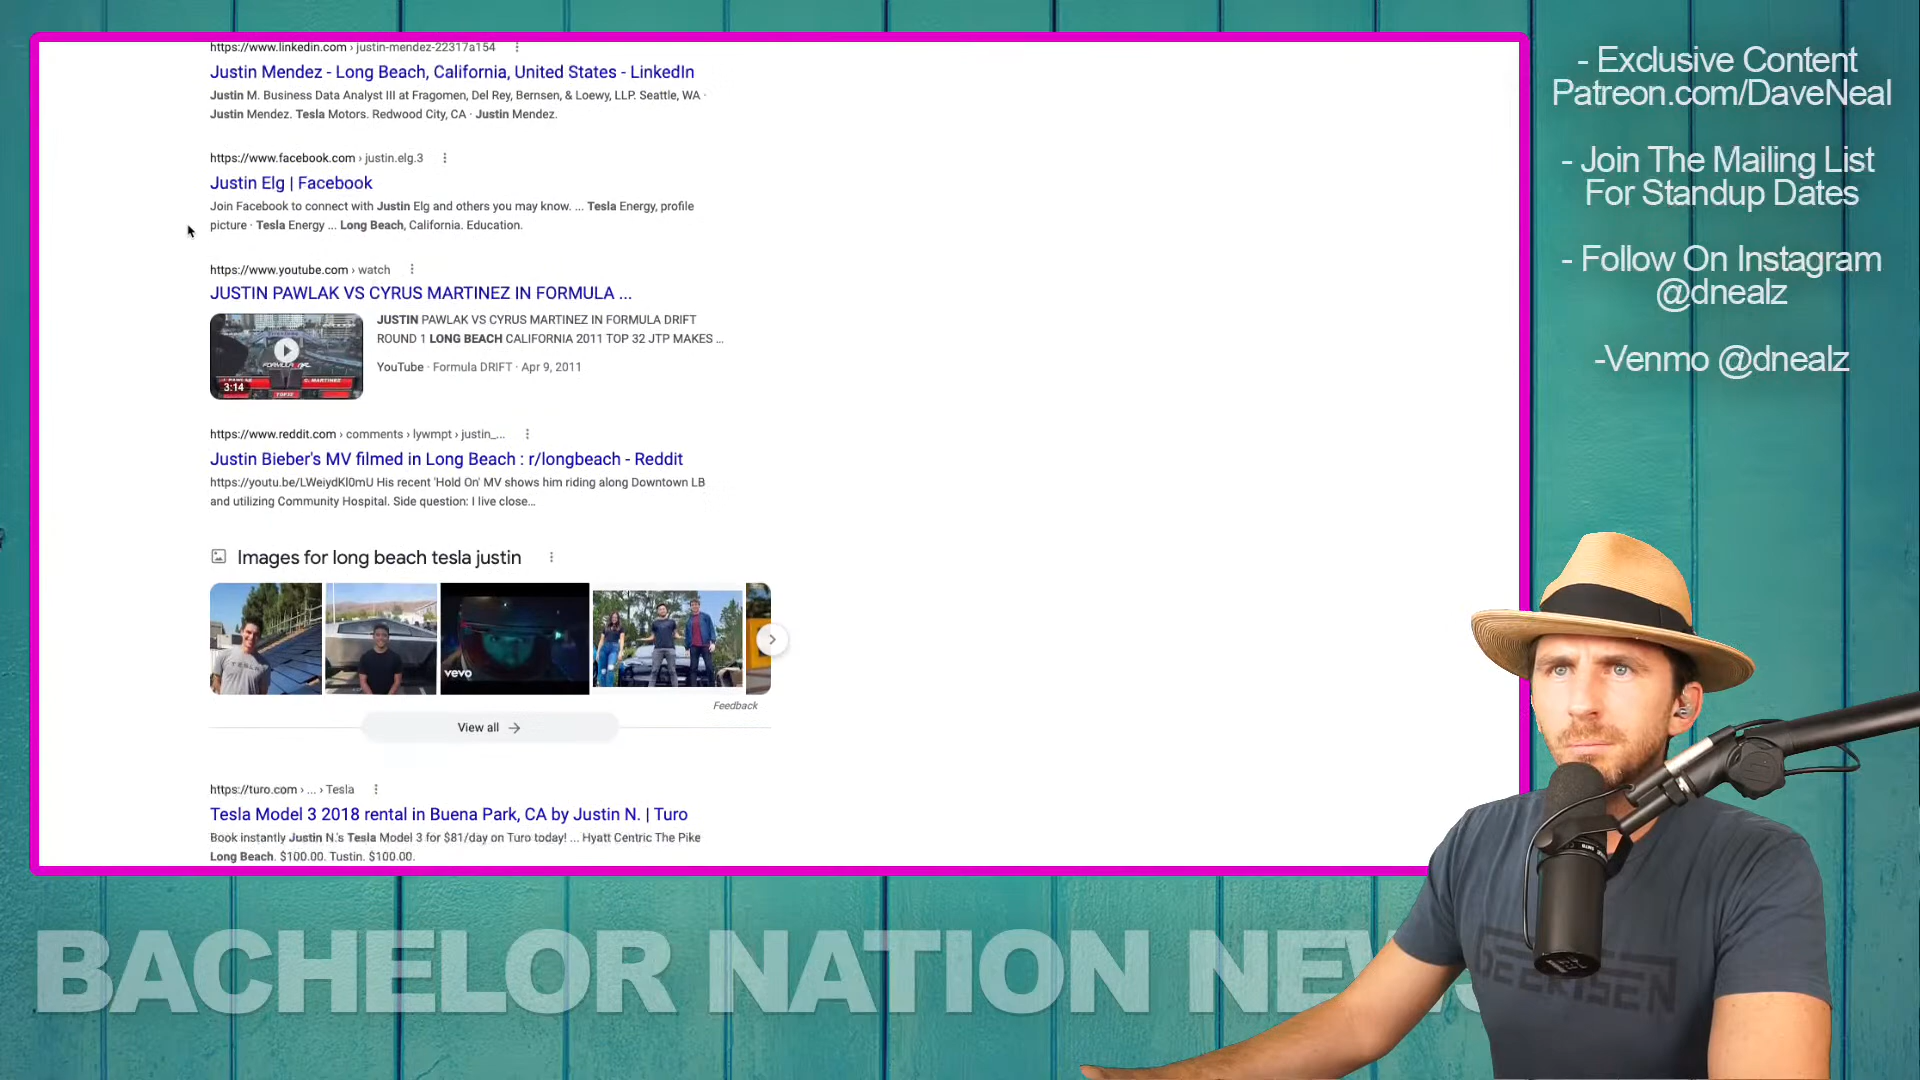 https://www.linkedin.com › justin-mendez-22317a154
Justin Mendez - Long Beach, California, United States - LinkedIn
Justin M. Business Data Analyst III at Fragomen, Del Rey, Bernsen, & Loewy, LLP. Seattle, WA ·
Justin Mendez. Tesla Motors. Redwood City, CA · Justin Mendez.
https://www.facebook.com › justin.elg.3
Justin Elg | Facebook
Join Facebook to connect with Justin Elg and others you may know. ... Tesla Energy, profile
picture · Tesla Energy ... Long Beach, California. Education.
https://www.youtube.com › watch
JUSTIN PAWLAK VS CYRUS MARTINEZ IN FORMULA ...
JUSTIN PAWLAK VS CYRUS MARTINEZ IN FORMULA DRIFT
ROUND 1 LONG BEACH CALIFORNIA 2011 TOP 32 JTP MAKES ...
YouTube · Formula DRIFT · Apr 9, 2011
3:14
https://www.reddit.com › comments › lywmpt › justin_...
Justin Bieber's MV filmed in Long Beach : r/longbeach - Reddit
https://youtu.be/LWeiydKl0mU His recent 'Hold On' MV shows him riding along Downtown LB
and utilizing Community Hospital. Side question: I live close...
Images for long beach tesla justin
TESLA
vevo
Feedback
View all
https://turo.com › ... › Tesla
Tesla Model 3 2018 rental in Buena Park, CA by Justin N. | Turo
Book instantly Justin N.'s Tesla Model 3 for $81/day on Turo today! ... Hyatt Centric The Pike
Long Beach. $100.00. Tustin. $100.00.
- Exclusive Content
Patreon.com/DaveNeal
- Join The Mailing List
For Standup Dates
- Follow On Instagram
@dnealz
-Venmo @dnealz
BACHELOR NATION NEWS